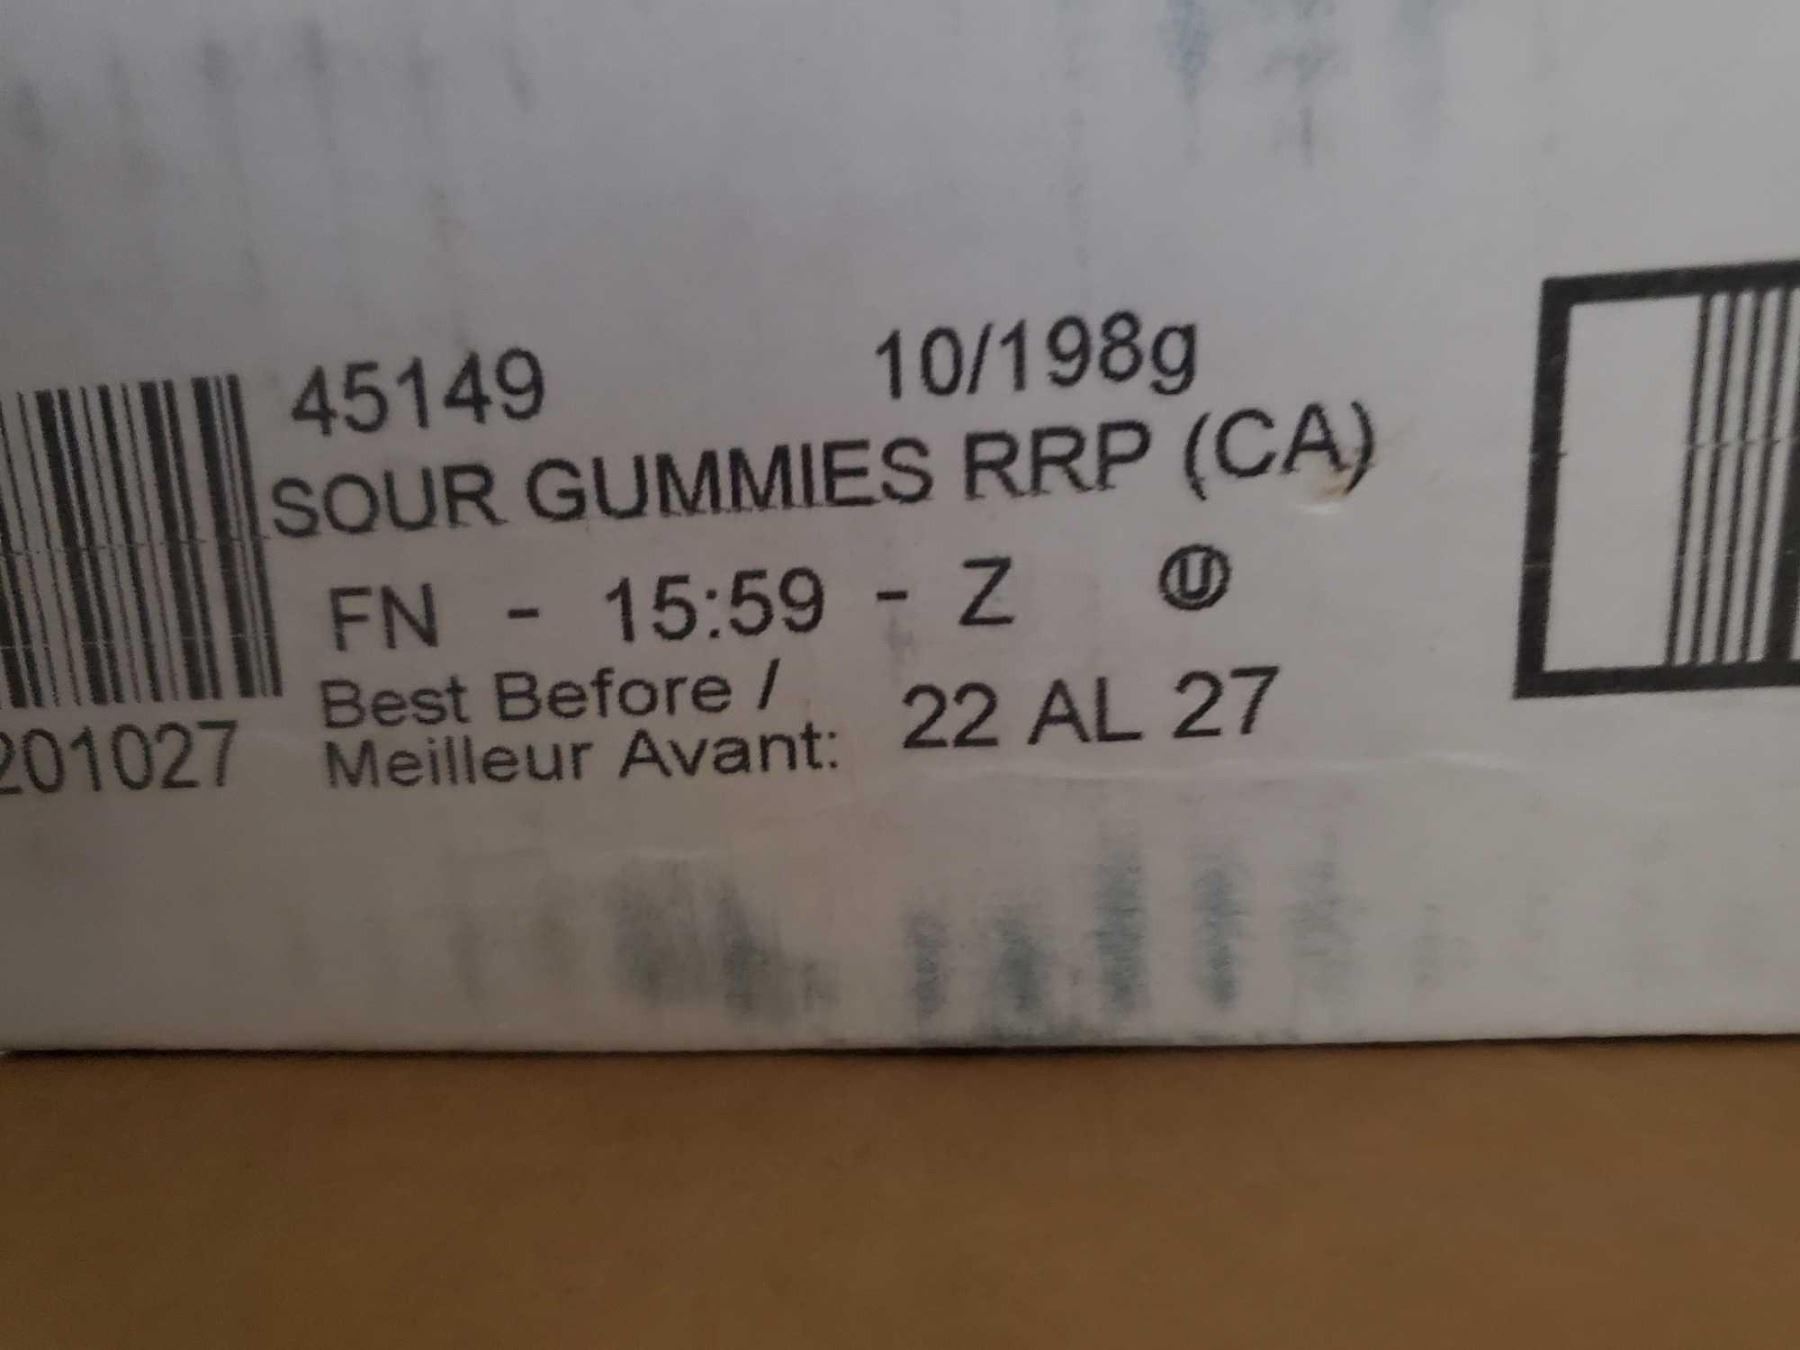 45149 10/198g
SOUR GUMMIES RRP (CA)
FN - 15:59 - Z Ⓤ
Best Before /
Meilleur Avant: 22 AL 27
201027